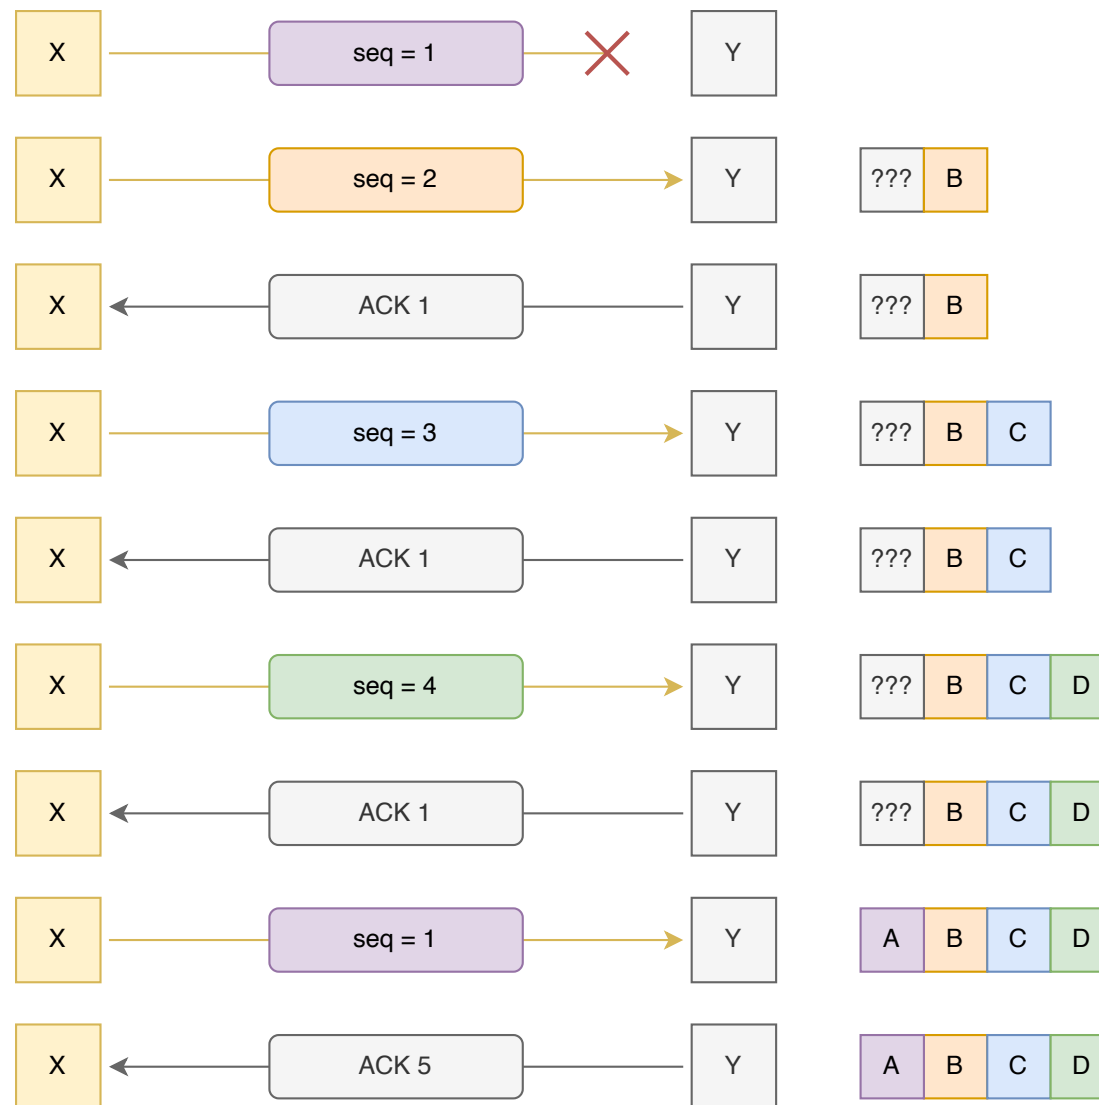 X seq = 1 Y
X seq = 2 Y ??? B
X ACK 1 Y ??? B
X seq = 3 Y ??? B C
X ACK 1 Y ??? B C
X seq = 4 Y ??? B C D
X ACK 1 Y ??? B C D
X seq = 1 Y A B C D
X ACK 5 Y A B C D